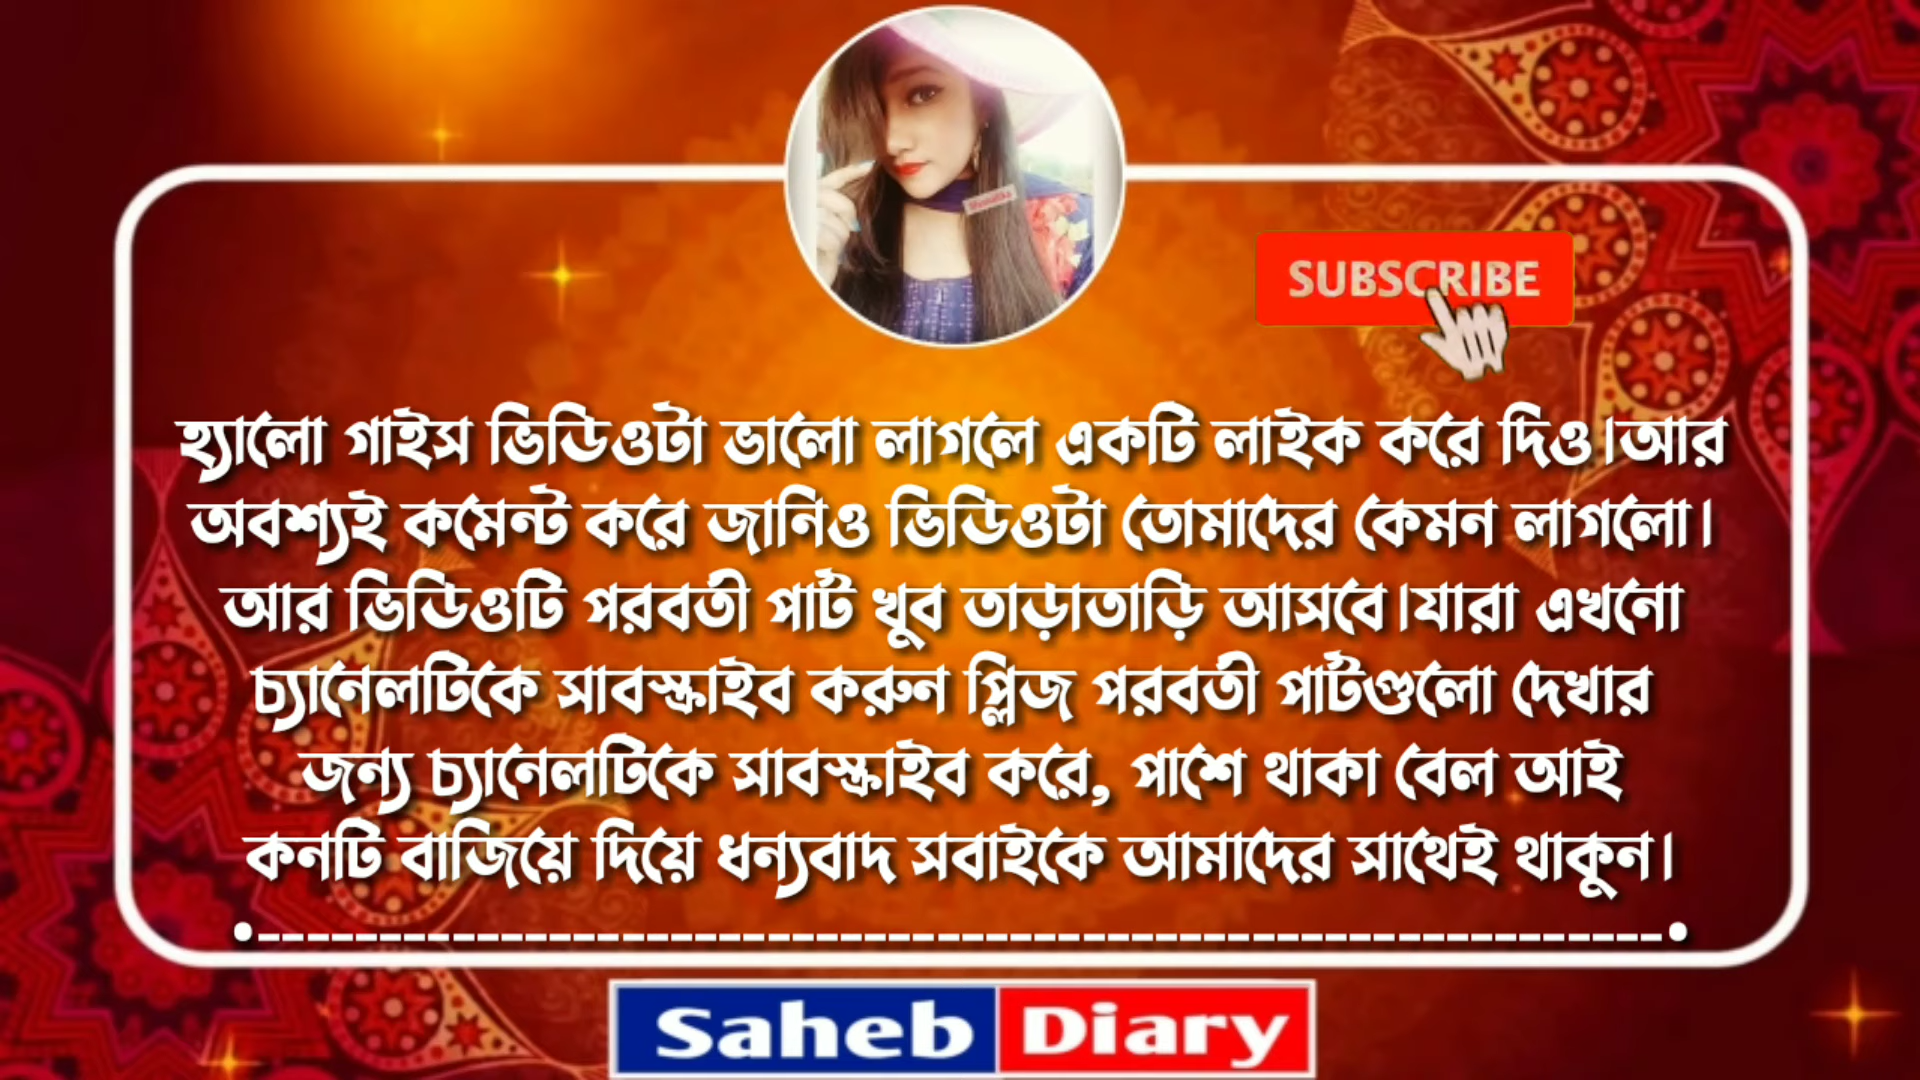 SUBSCRIBE
হ্যালো গাইস ভিডিওটা ভালো লাগলে একটি লাইক করে দিও।আর
অবশ্যই কমেন্ট করে জানিও ভিডিওটা তোমাদের কেমন লাগলো।
আর ভিডিওটি পরবর্তী পার্ট খুব তাড়াতাড়ি আসবে।যারা এখনো
চ্যানেলটিকে সাবস্ক্রাইব করুন প্লিজ পরবর্তী পার্টগুলো দেখার
জন্য চ্যানেলটিকে সাবস্ক্রাইব করে, পাশে থাকা বেল আই
কনটি বাজিয়ে দিয়ে ধন্যবাদ সবাইকে আমাদের সাথেই থাকুন।
Saheb Diary